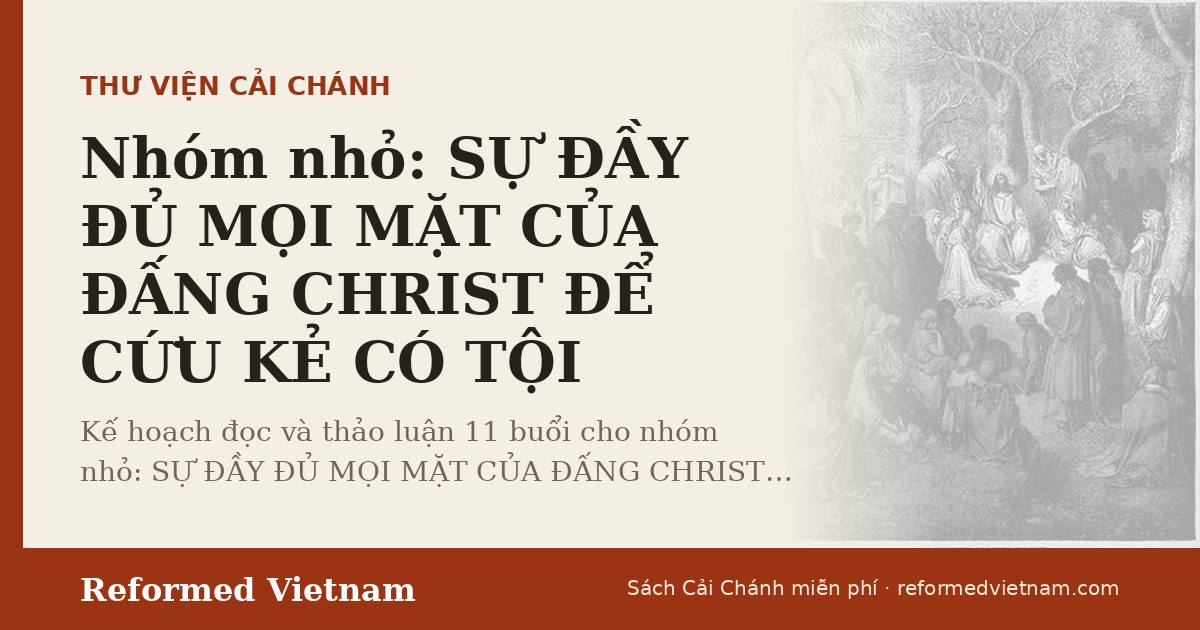 THƯ VIỆN CẢI CHÁNH
Nhóm nhỏ: SỰ ĐẦY
ĐỦ MỌI MẶT CỦA
ĐẤNG CHRIST ĐỂ
CỨU KẺ CÓ TỘI
Kế hoạch đọc và thảo luận 11 buổi cho nhóm
nhỏ: SỰ ĐẦY ĐỦ MỌI MẶT CỦA ĐẤNG CHRIST…
Reformed Vietnam
Sách Cải Chánh miễn phí · reformedvietnam.com